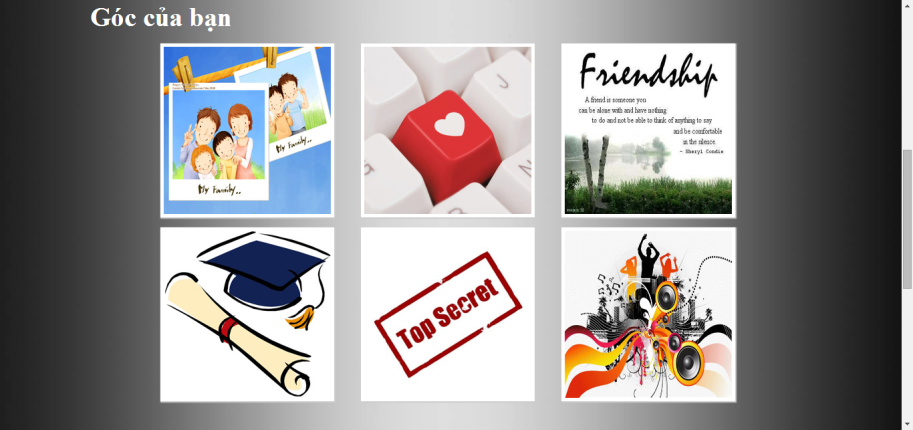 Góc của bạn
My Family..
My Family..
Friendship
A friend is someone you
can be alone with and have nothing
to do and not be able to think of anything to say
and be comfortable
in the silence.
- Sheryl Condie
J
Top Secret